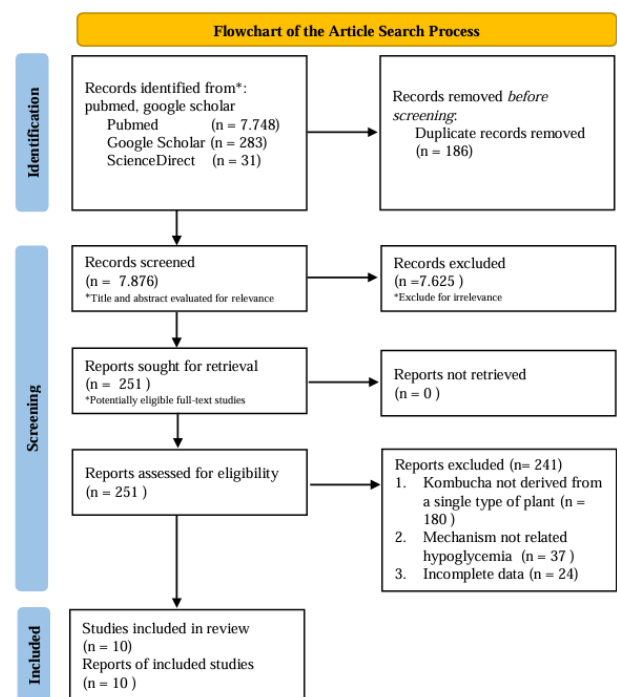 Flowchart of the Article Search Process
Identification
Records identified from*:
pubmed, google scholar
Pubmed (n = 7.748)
Google Scholar (n = 283)
ScienceDirect (n = 31)
Records removed before
screening:
Duplicate records removed
(n = 186)
Screening
Records screened
(n = 7.876)
*Title and abstract evaluated for relevance
Records excluded
(n =7.625 )
*Exclude for irrelevance
Reports sought for retrieval
(n = 251 )
*Potentially eligible full-text studies
Reports not retrieved
(n = 0 )
Reports assessed for eligibility
(n = 251 )
Reports excluded (n= 241)
1. Kombucha not derived from
a single type of plant (n =
180 )
2. Mechanism not related
hypoglycemia (n = 37 )
3. Incomplete data (n = 24)
Included
Studies included in review
(n = 10)
Reports of included studies
(n = 10 )